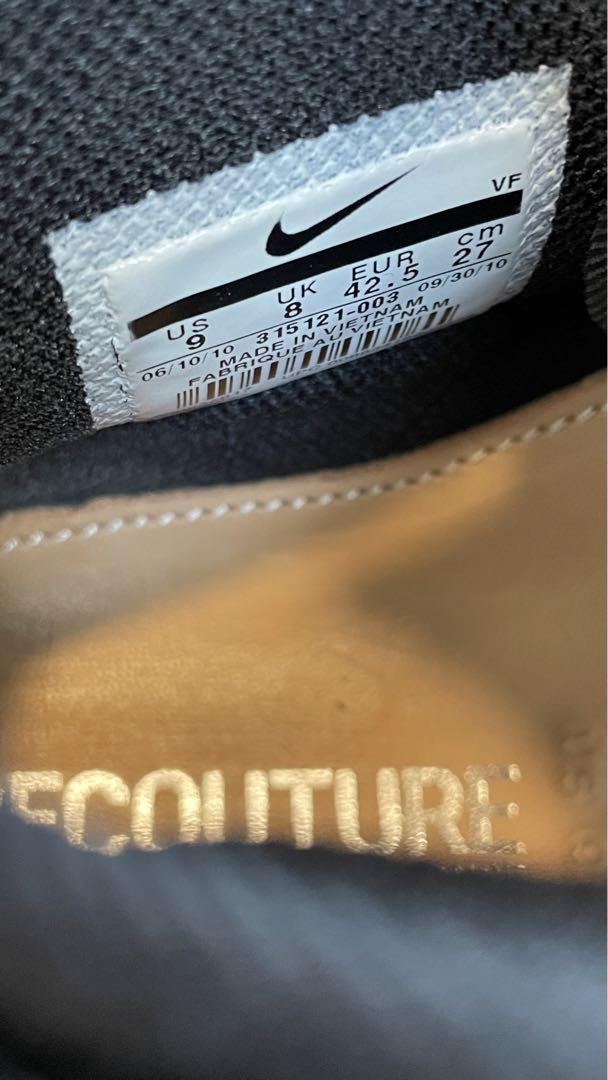 VF
US UK EUR cm
9 8 42.5 27
06/10/10 315121-003 09/30/10
MADE IN VIETNAM
FABRIQUE AU VIETNAM
COUTURE